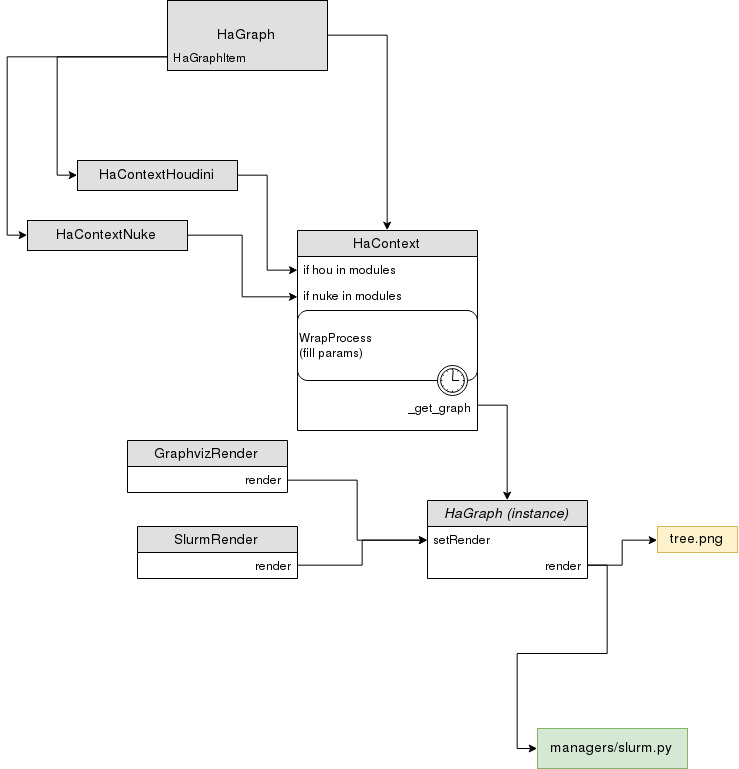 HaGraph
HaGraphItem
HaContextHoudini
HaContextNuke
HaContext
if hou in modules
if nuke in modules
WrapProcess
(fill params)
_get_graph
GraphvizRender
render
SlurmRender
render
HaGraph (instance)
setRender
render
tree.png
managers/slurm.py